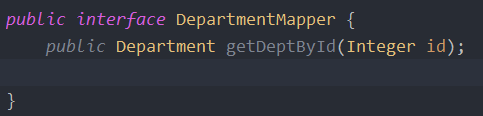 public interface DepartmentMapper {
    public Department getDeptById(Integer id);
}